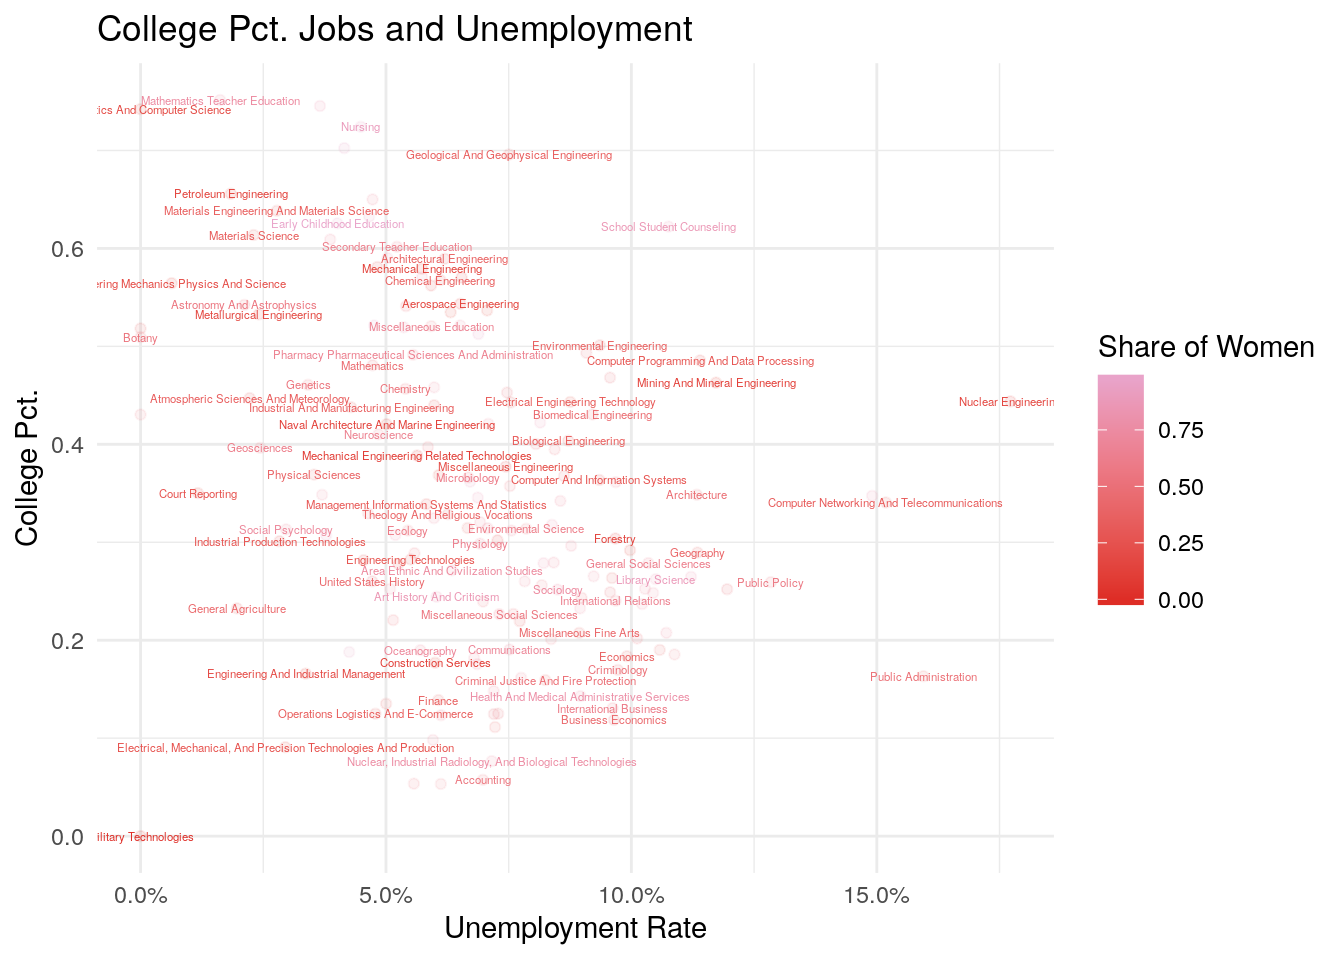 College Pct. Jobs and Unemployment
Mathematics Teacher Education
tics And Computer Science
Nursing
Geological And Geophysical Engineering
Petroleum Engineering
Materials Engineering And Materials Science
Early Childhood Education
School Student Counseling
Materials Science
Secondary Teacher Education
Architectural Engineering
Mechanical Engineering
Chemical Engineering
ering Mechanics Physics And Science
Astronomy And Astrophysics
Aerospace Engineering
Metallurgical Engineering
Miscellaneous Education
Botany
Environmental Engineering
Pharmacy Pharmaceutical Sciences And Administration
Computer Programming And Data Processing
Mathematics
Genetics
Chemistry
Mining And Mineral Engineering
Atmospheric Sciences And Meteorology
Electrical Engineering Technology
Nuclear Engineerin
Industrial And Manufacturing Engineering
Biomedical Engineering
Naval Architecture And Marine Engineering
Neuroscience
Biological Engineering
Geosciences
Mechanical Engineering Related Technologies
Miscellaneous Engineering
Physical Sciences
Microbiology
Computer And Information Systems
Court Reporting
Architecture
Management Information Systems And Statistics
Computer Networking And Telecommunications
Theology And Religious Vocations
Social Psychology
Ecology
Environmental Science
Industrial Production Technologies
Physiology
Forestry
Geography
Engineering Technologies
General Social Sciences
Area Ethnic And Civilization Studies
United States History
Library Science
Public Policy
Sociology
Art History And Criticism
International Relations
General Agriculture
Miscellaneous Social Sciences
Miscellaneous Fine Arts
Oceanography
Communications
Construction Services
Economics
Engineering And Industrial Management
Criminology
Public Administration
Criminal Justice And Fire Protection
Health And Medical Administrative Services
Finance
International Business
Operations Logistics And E-Commerce
Business Economics
Electrical, Mechanical, And Precision Technologies And Production
Nuclear, Industrial Radiology, And Biological Technologies
Accounting
ilitary Technologies
0.6
0.4
0.2
0.0
College Pct.
0.0%
5.0%
10.0%
15.0%
Unemployment Rate
Share of Women
0.75
0.50
0.25
0.00